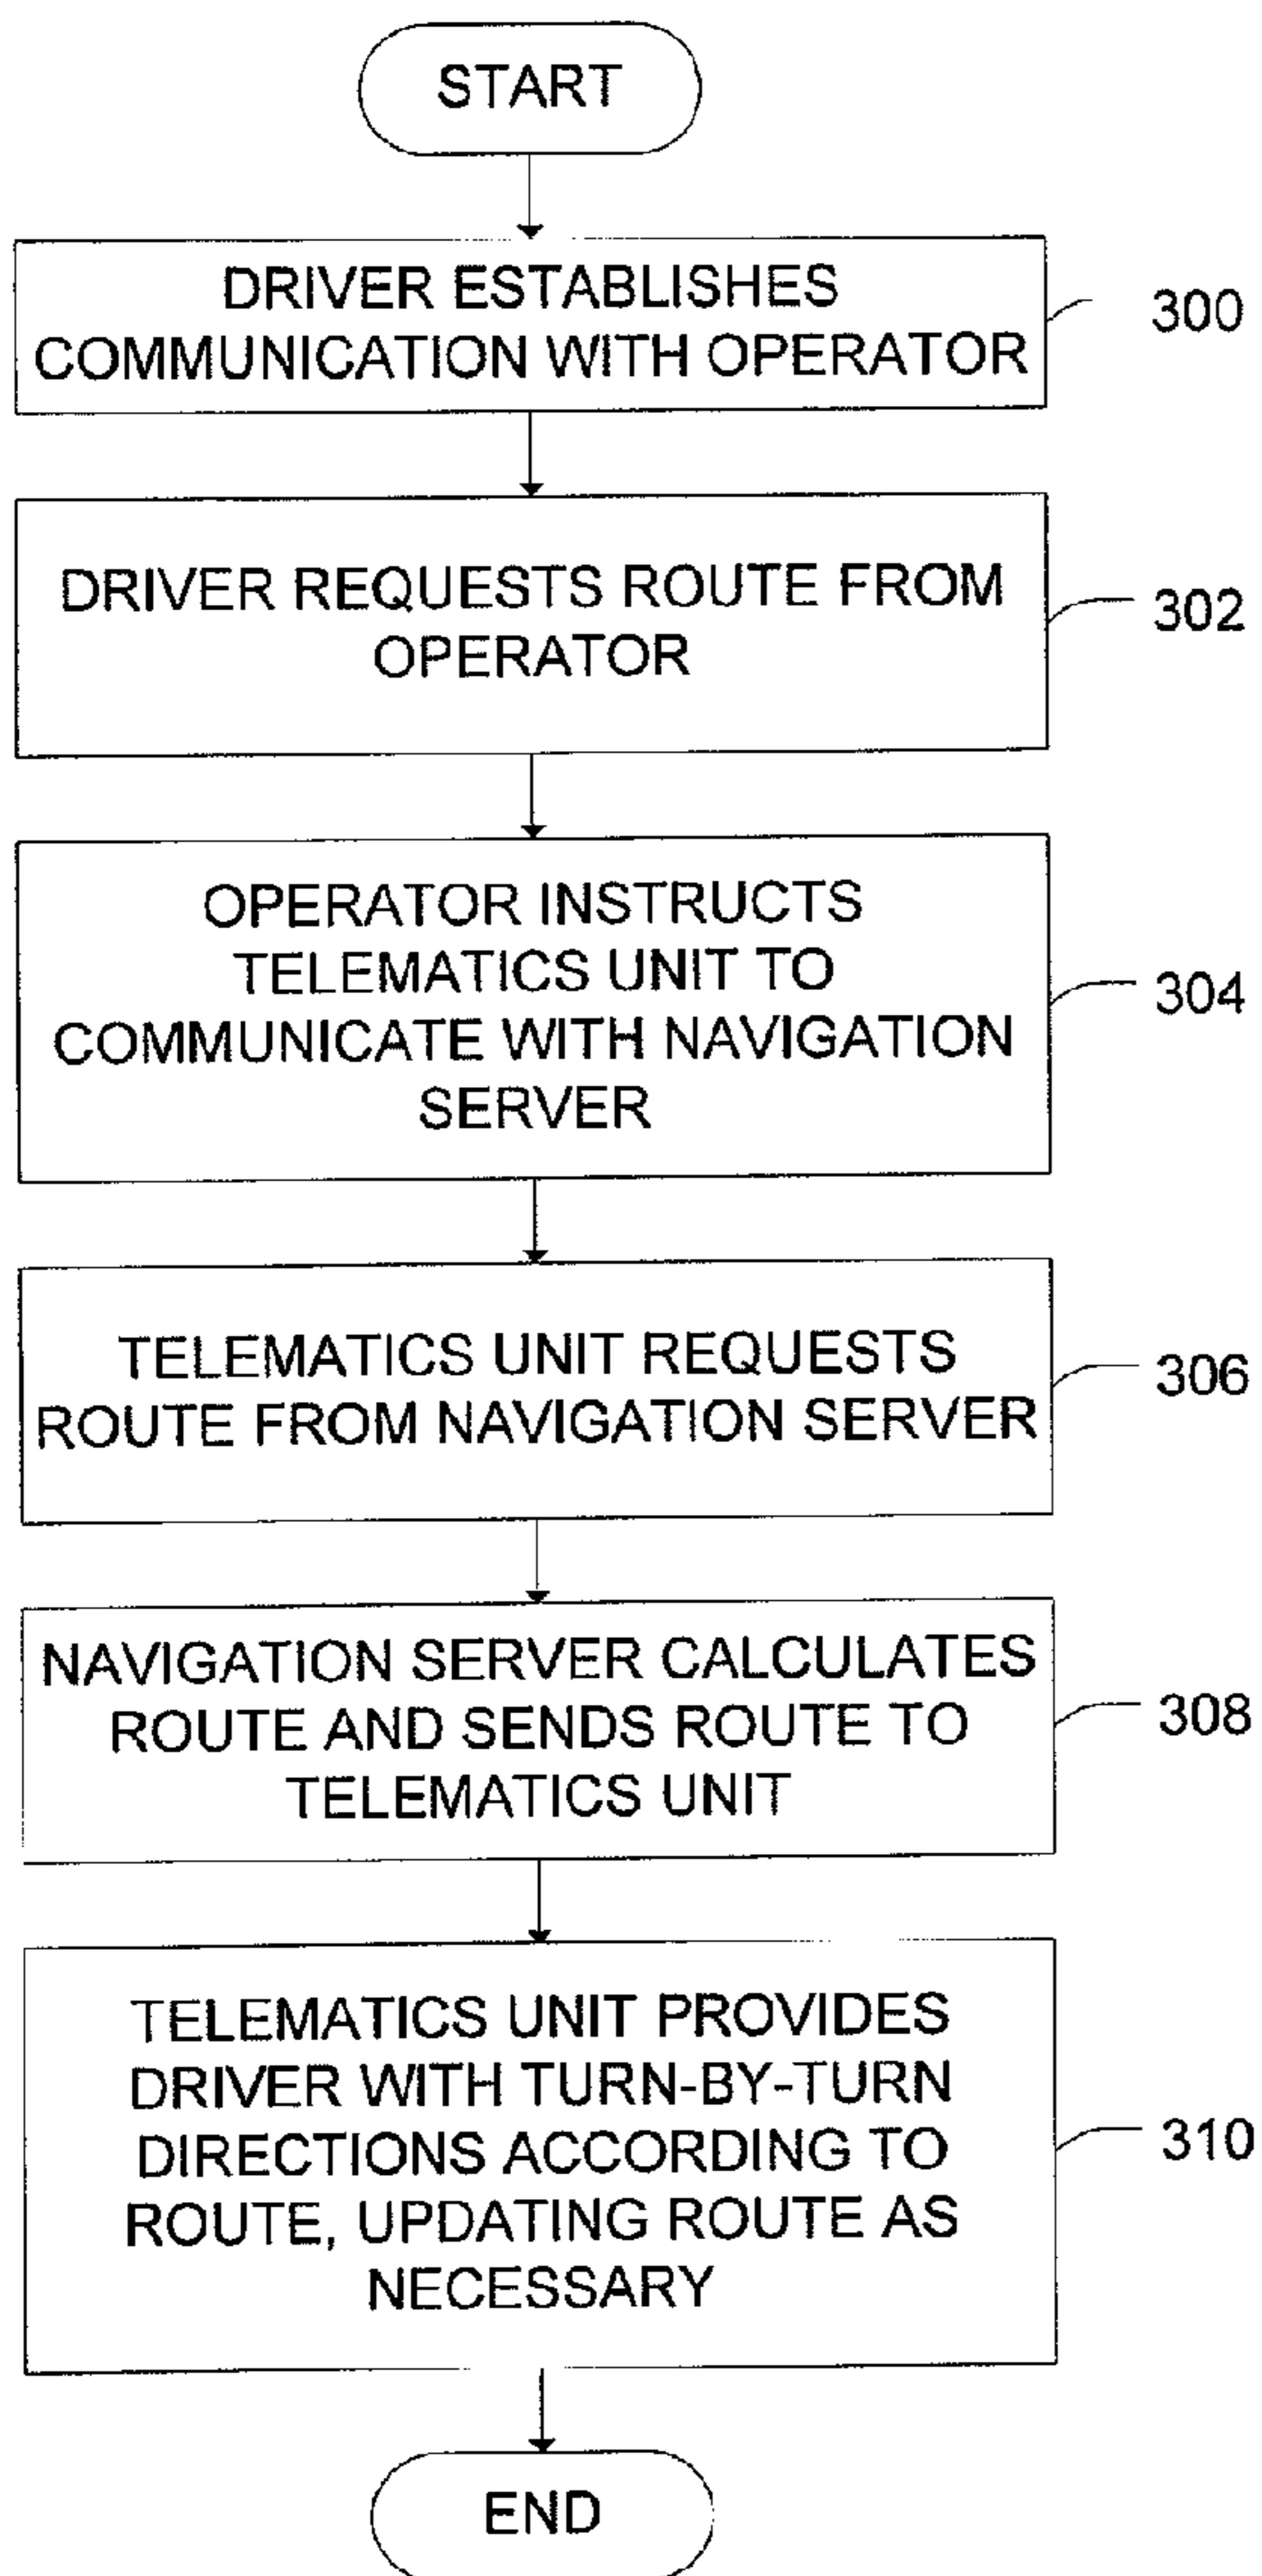 START
DRIVER ESTABLISHES
COMMUNICATION WITH OPERATOR
300
DRIVER REQUESTS ROUTE FROM
OPERATOR
302
OPERATOR INSTRUCTS
TELEMATICS UNIT TO
COMMUNICATE WITH NAVIGATION
SERVER
304
TELEMATICS UNIT REQUESTS
ROUTE FROM NAVIGATION SERVER
306
NAVIGATION SERVER CALCULATES
ROUTE AND SENDS ROUTE TO
TELEMATICS UNIT
308
TELEMATICS UNIT PROVIDES
DRIVER WITH TURN-BY-TURN
DIRECTIONS ACCORDING TO
ROUTE, UPDATING ROUTE AS
NECESSARY
310
END